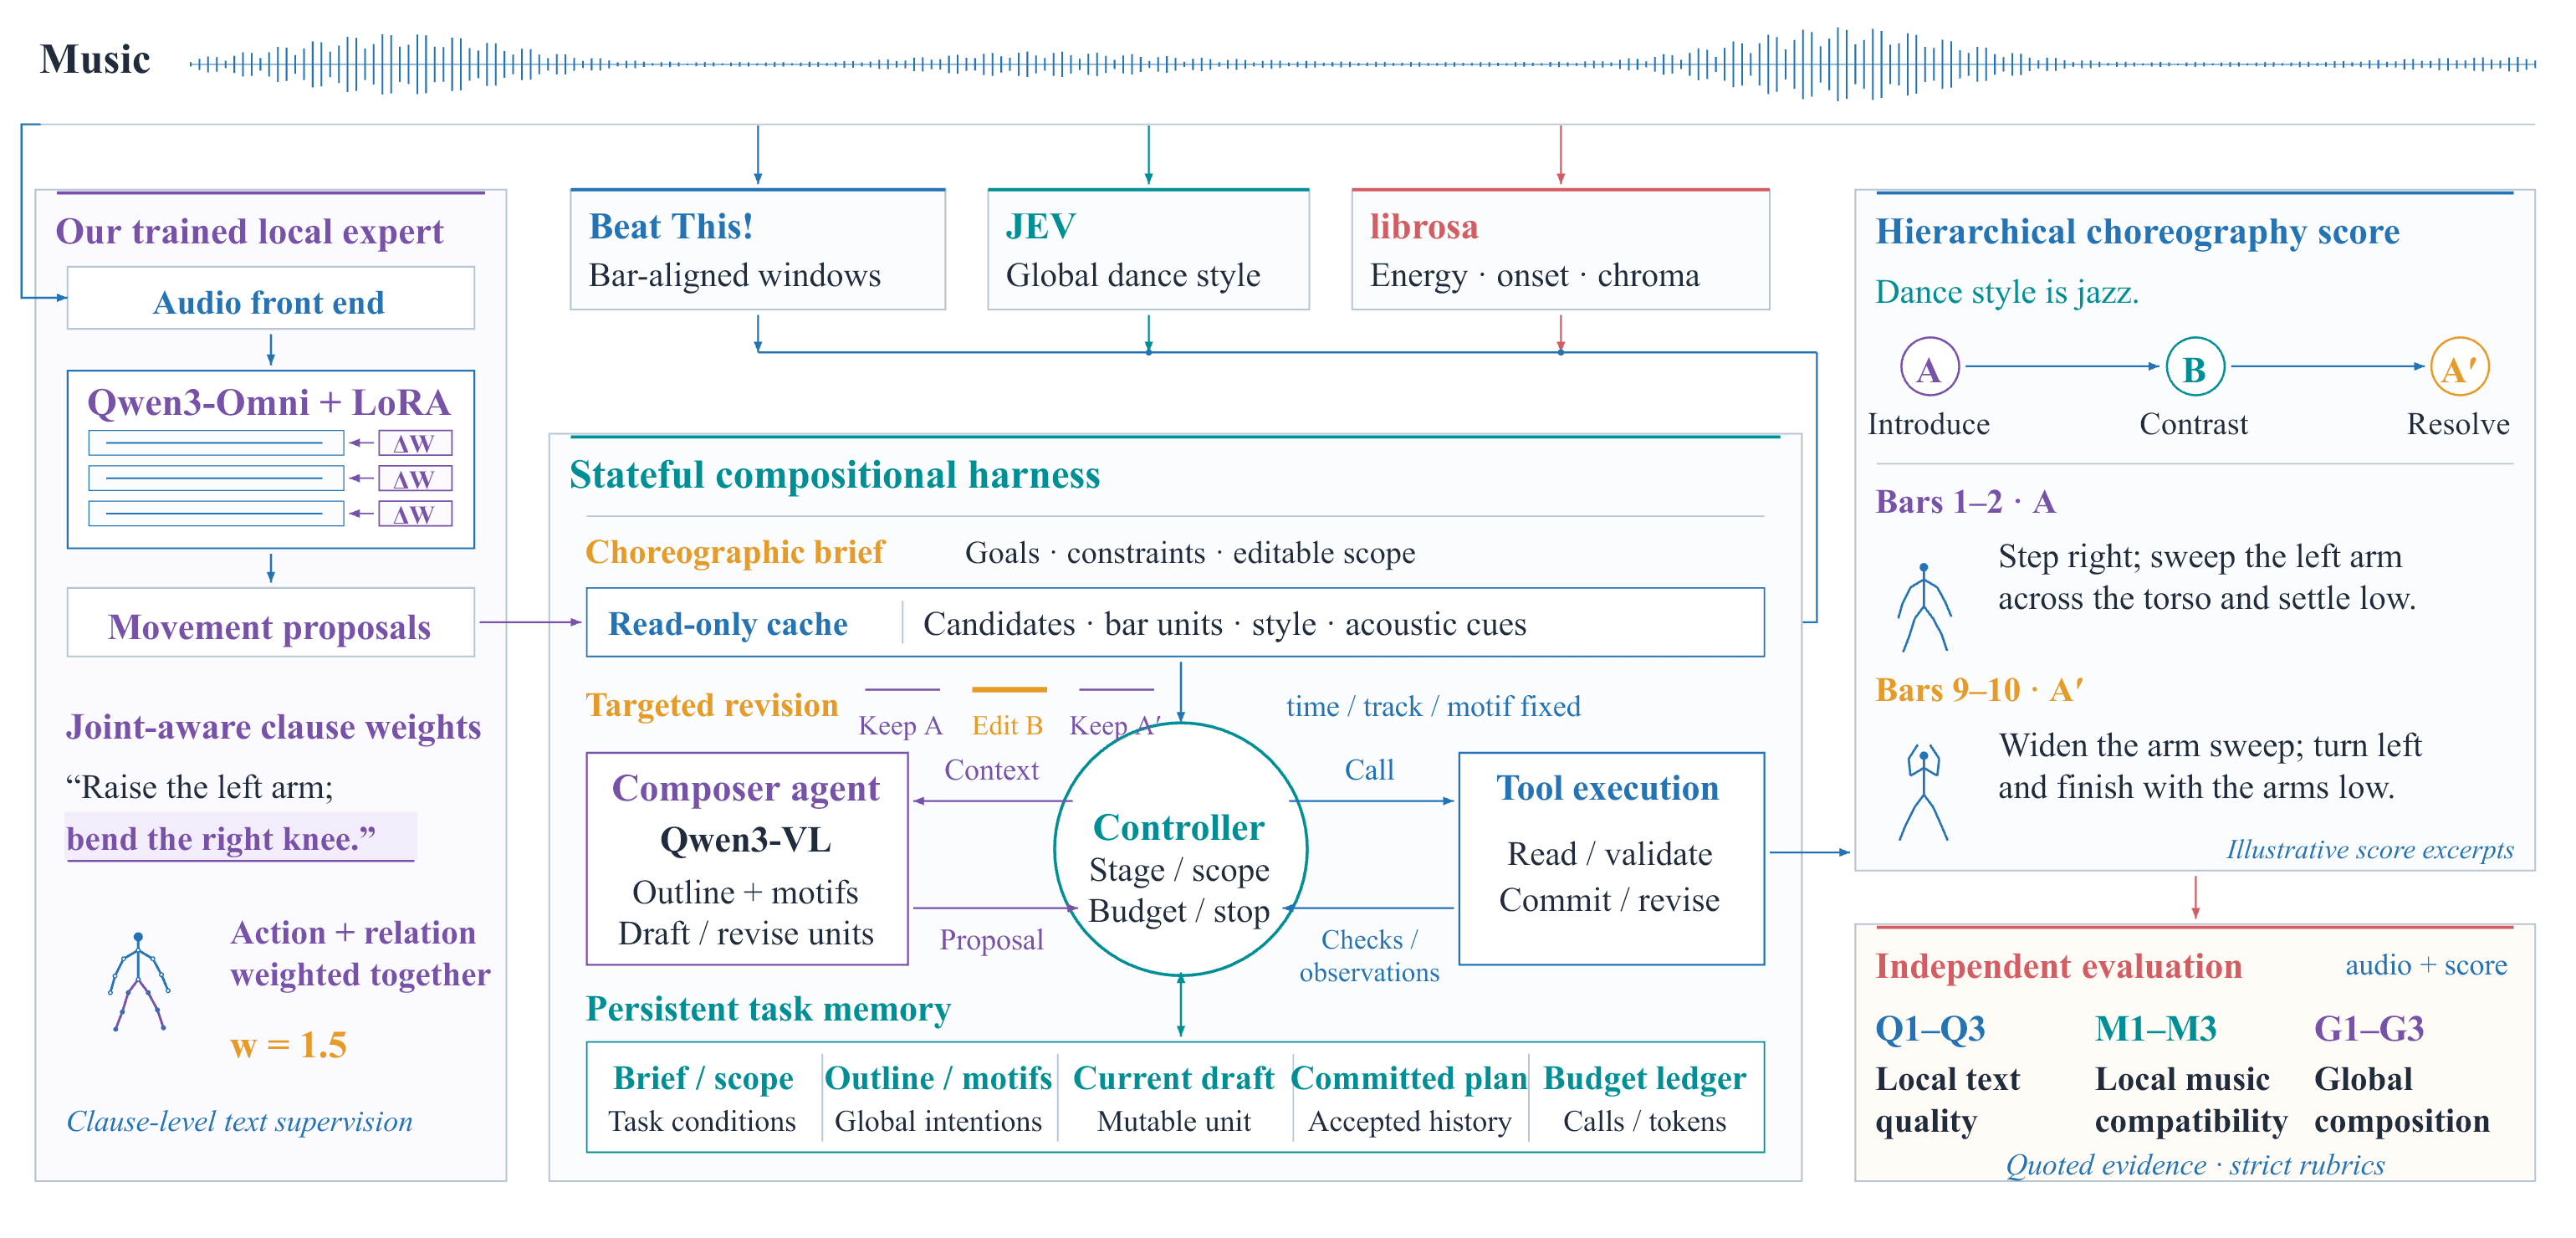 Music
Our trained local expert
Audio front end
Qwen3-Omni + LoRA
ΔW
ΔW
ΔW
Movement proposals
Joint-aware clause weights
“Raise the left arm;
bend the right knee.”
Action + relation
weighted together
w = 1.5
Clause-level text supervision
Beat This!
Bar-aligned windows
JEV
Global dance style
librosa
Energy · onset · chroma
Stateful compositional harness
Choreographic brief
Goals · constraints · editable scope
Read-only cache
Candidates · bar units · style · acoustic cues
Targeted revision
Keep A
Edit B
Keep A′
time / track / motif fixed
Composer agent
Qwen3-VL
Outline + motifs
Draft / revise units
Context
Proposal
Controller
Stage / scope
Budget / stop
Call
Checks /
observations
Tool execution
Read / validate
Commit / revise
Persistent task memory
Brief / scope
Task conditions
Outline / motifs
Global intentions
Current draft
Mutable unit
Committed plan
Accepted history
Budget ledger
Calls / tokens
Hierarchical choreography score
Dance style is jazz.
A
B
A′
Introduce
Contrast
Resolve
Bars 1–2 · A
Step right; sweep the left arm
across the torso and settle low.
Bars 9–10 · A′
Widen the arm sweep; turn left
and finish with the arms low.
Illustrative score excerpts
Independent evaluation
audio + score
Q1–Q3
Local text
quality
M1–M3
Local music
compatibility
G1–G3
Global
composition
Quoted evidence · strict rubrics